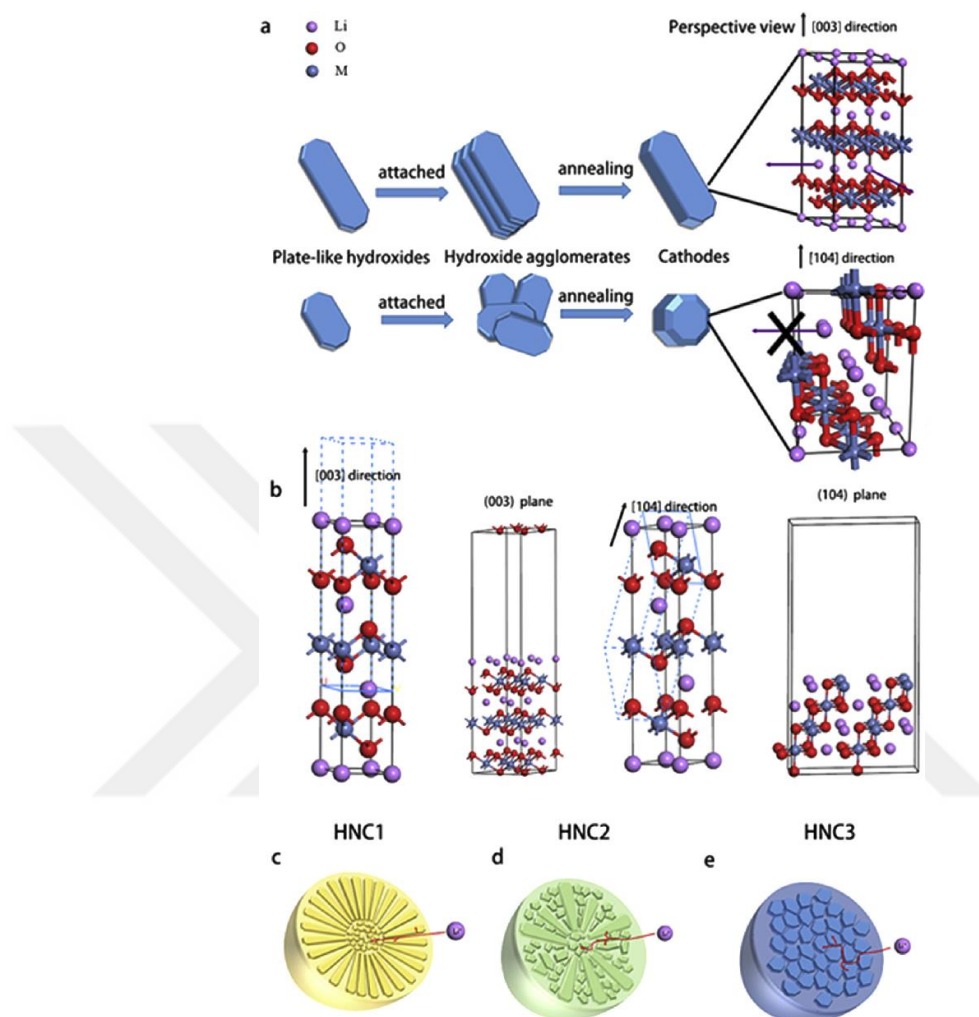 a
Li
O
M
Perspective view
[003] direction
attached
annealing
Plate-like hydroxides
Hydroxide agglomerates
Cathodes
[104] direction
attached
annealing
b
[003] direction
(003) plane
[104] direction
(104) plane
HNC1
HNC2
HNC3
c
d
e